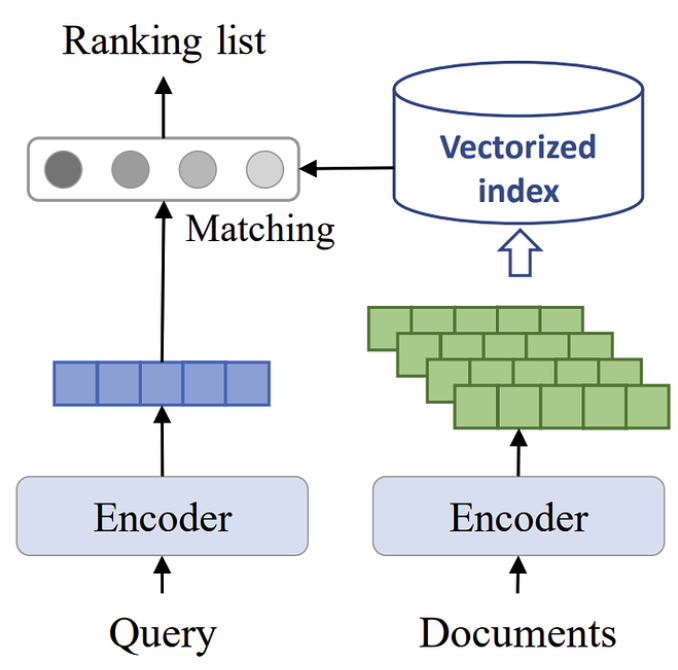 Ranking list
Vectorized
index
Matching
Encoder
Encoder
Query
Documents